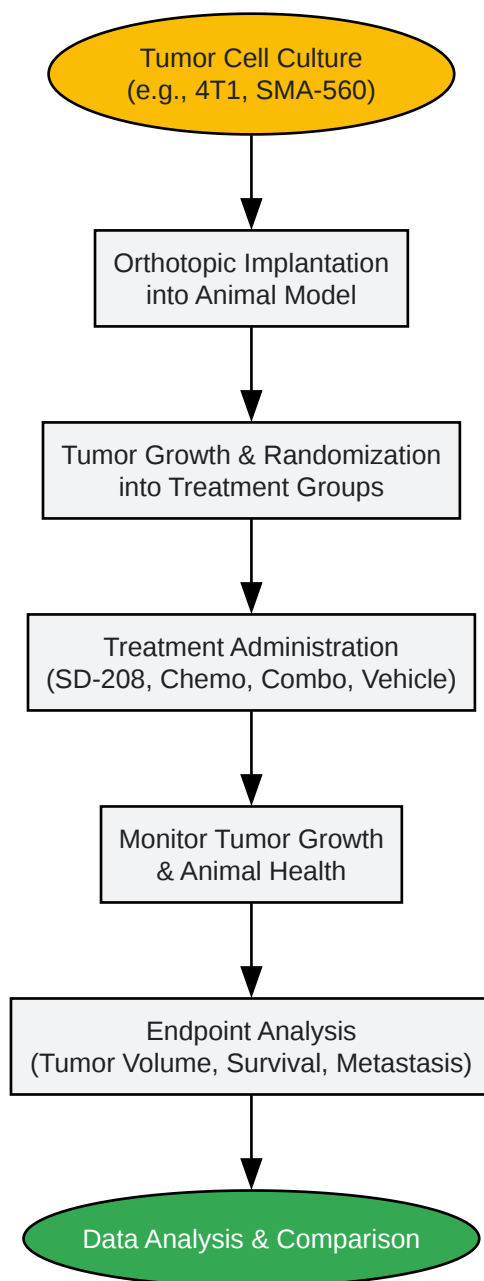 Tumor Cell Culture
(e.g., 4T1, SMA-560)
Orthotopic Implantation
into Animal Model
Tumor Growth & Randomization
into Treatment Groups
Treatment Administration
(SD-208, Chemo, Combo, Vehicle)
Monitor Tumor Growth
& Animal Health
Endpoint Analysis
(Tumor Volume, Survival, Metastasis)
Data Analysis & Comparison